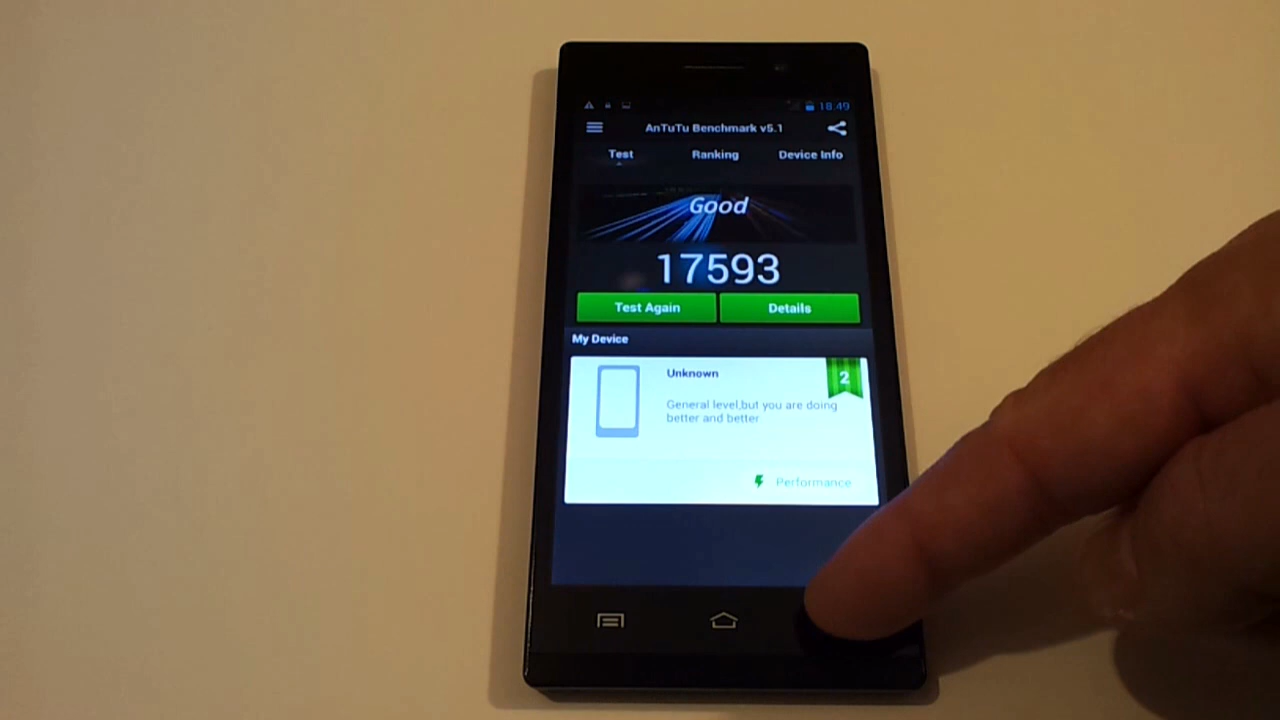 18:49
AnTuTu Benchmark v5.1
Test Ranking Device Info
Good
17593
Test Again Details
My Device
Unknown
2
General level,but you are doing
better and better
Performance